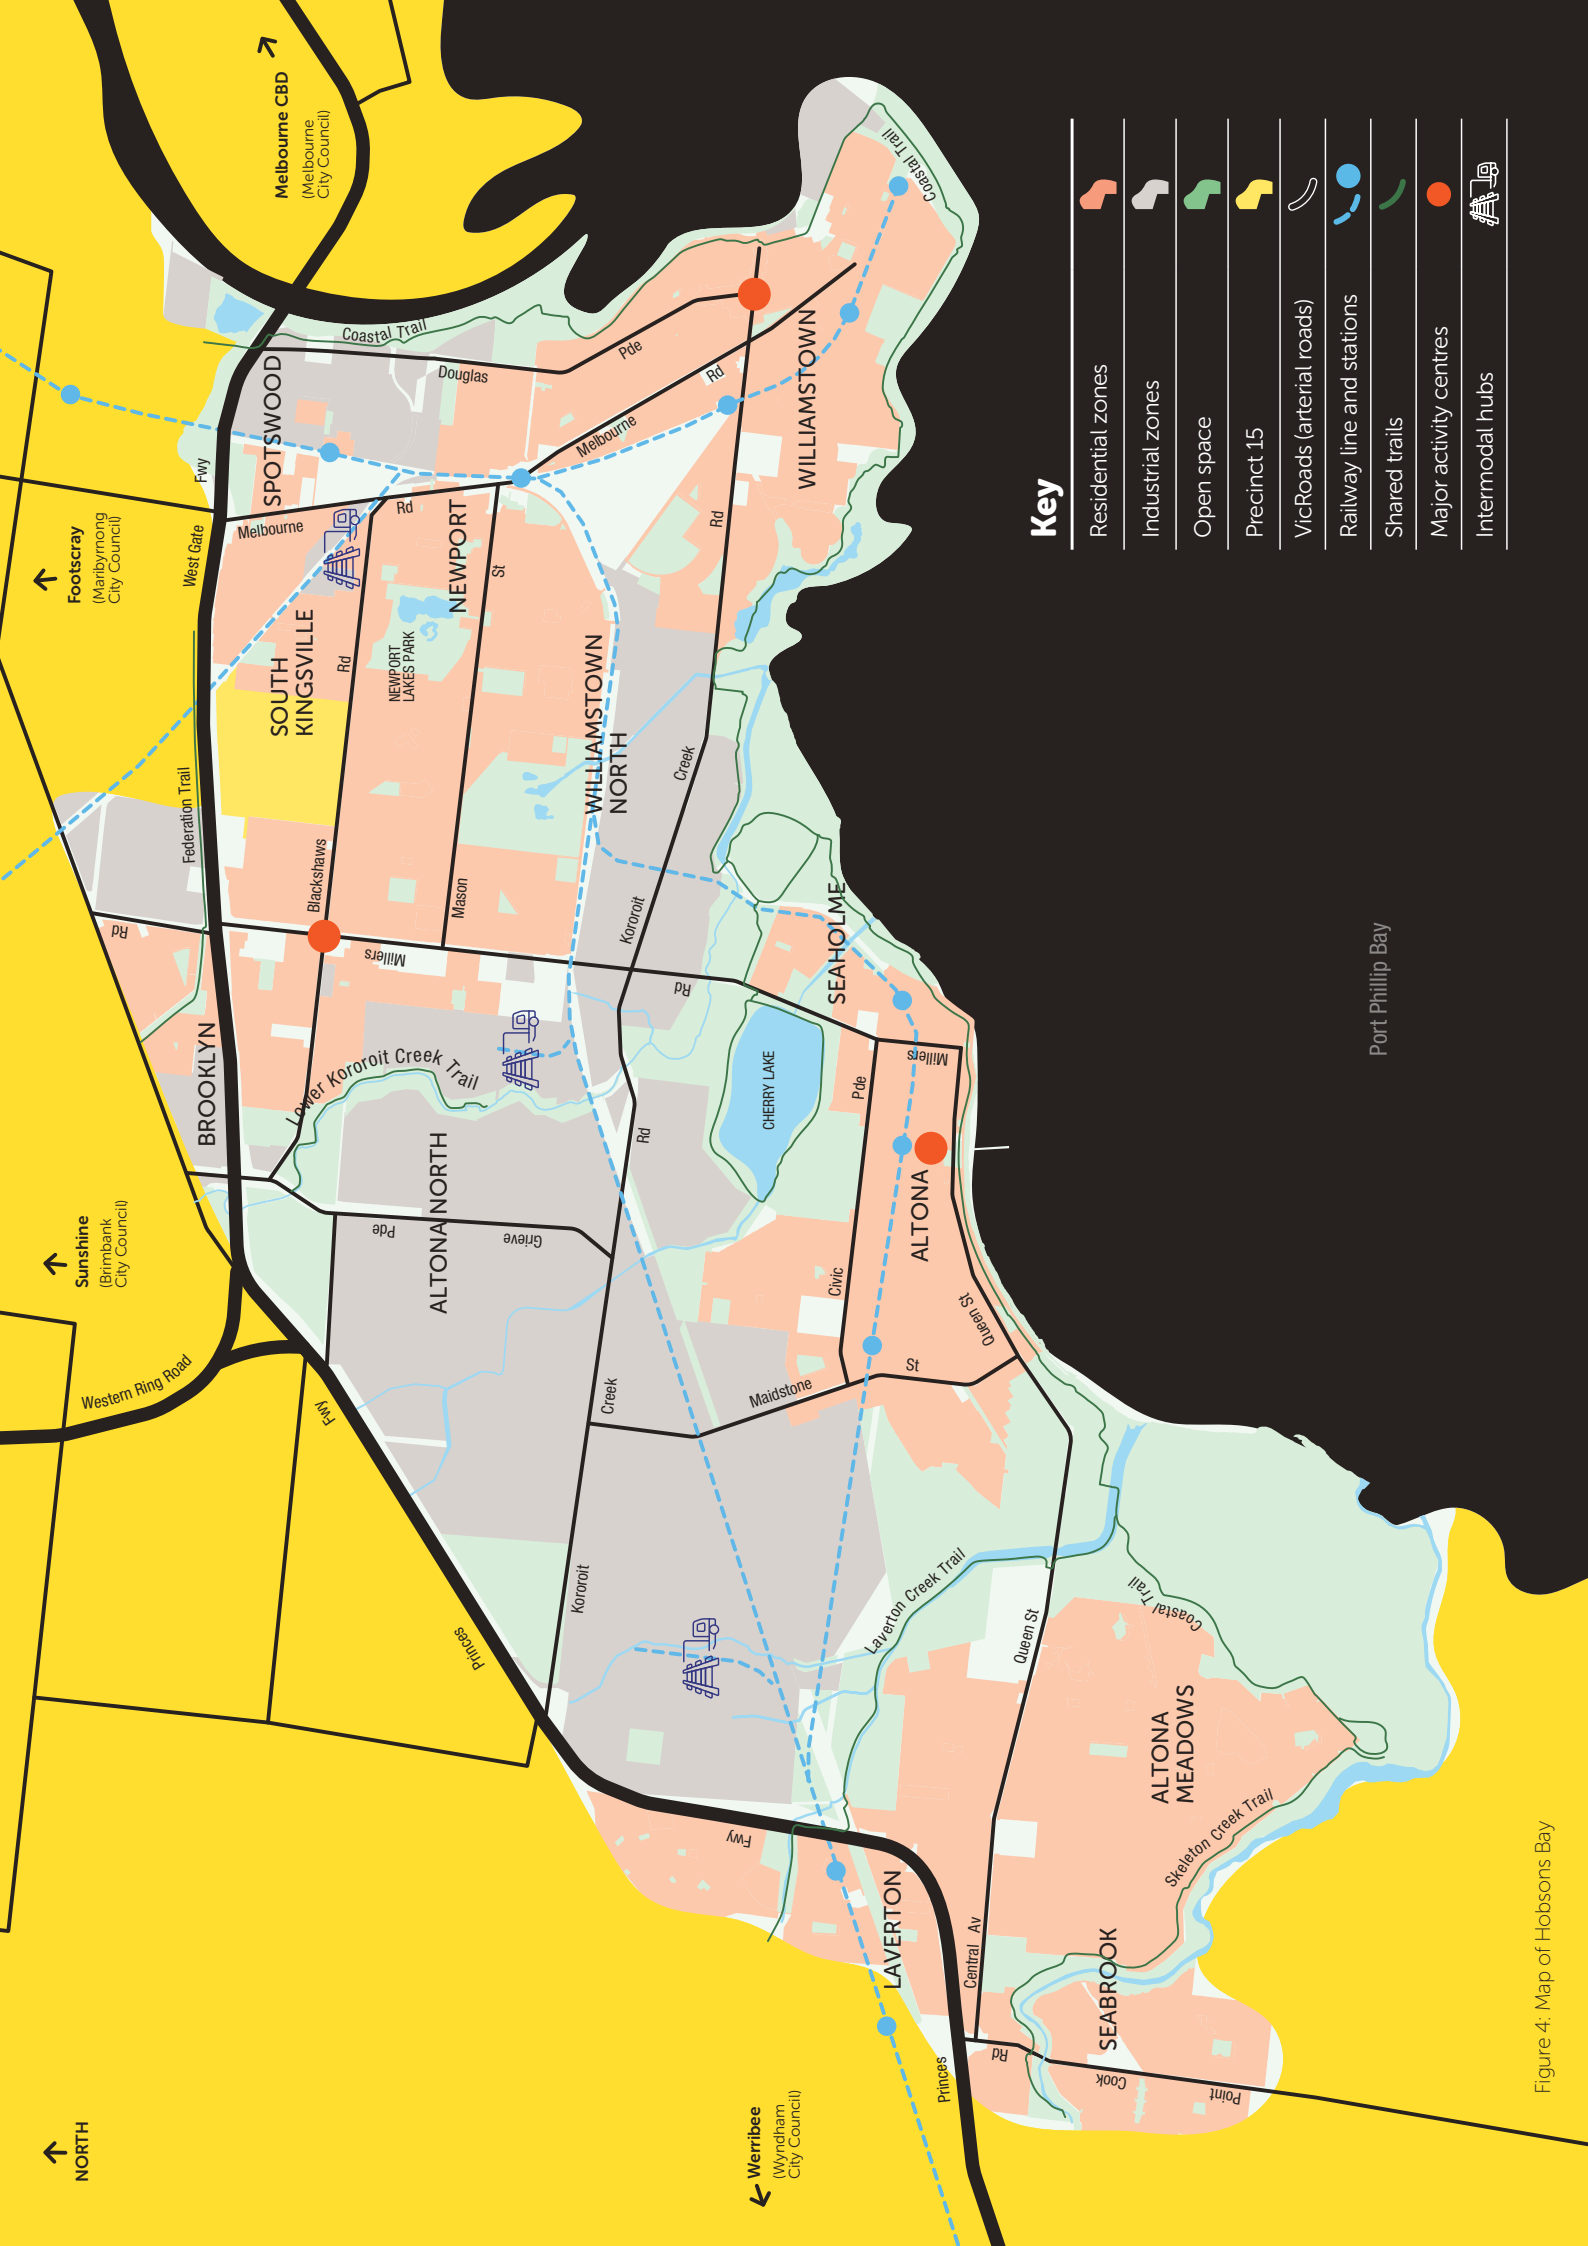 NORTH
Werribee
(Wyndham
City Council)
Sunshine
(Brimbank
City Council)
Footscray
(Maribyrnong
City Council)
Melbourne CBD
(Melbourne
City Council)
Western Ring Road
Fwy
Princes
Fwy
Princes
Federation Trail
West Gate
Fwy
BROOKLYN
SOUTH
KINGSVILLE
SPOTSWOOD
Rd
Millers
Rd
Millers
Blackshaws
Rd
Melbourne
Rd
Coastal Trail
Douglas
Pde
Melbourne
Rd
NEWPORT
NEWPORT
LAKES PARK
Mason
St
Lower Kororoit Creek Trail
ALTONA NORTH
Pde
Grieve
WILLIAMSTOWN
NORTH
WILLIAMSTOWN
Coastal Trail
Kororoit
Creek
Rd
Kororoit
Creek
Rd
SEAHOLME
CHERRY LAKE
Pde
Civic
ALTONA
Maidstone
St
Queen St
Laverton Creek Trail
Queen St
Coastal Trail
ALTONA
MEADOWS
Skeleton Creek Trail
LAVERTON
Central Av
SEABROOK
Rd
Cook
Point
Port Phillip Bay
Key
Residential zones
Industrial zones
Open space
Precinct 15
VicRoads (arterial roads)
Railway line and stations
Shared trails
Major activity centres
Intermodal hubs
Figure 4: Map of Hobsons Bay